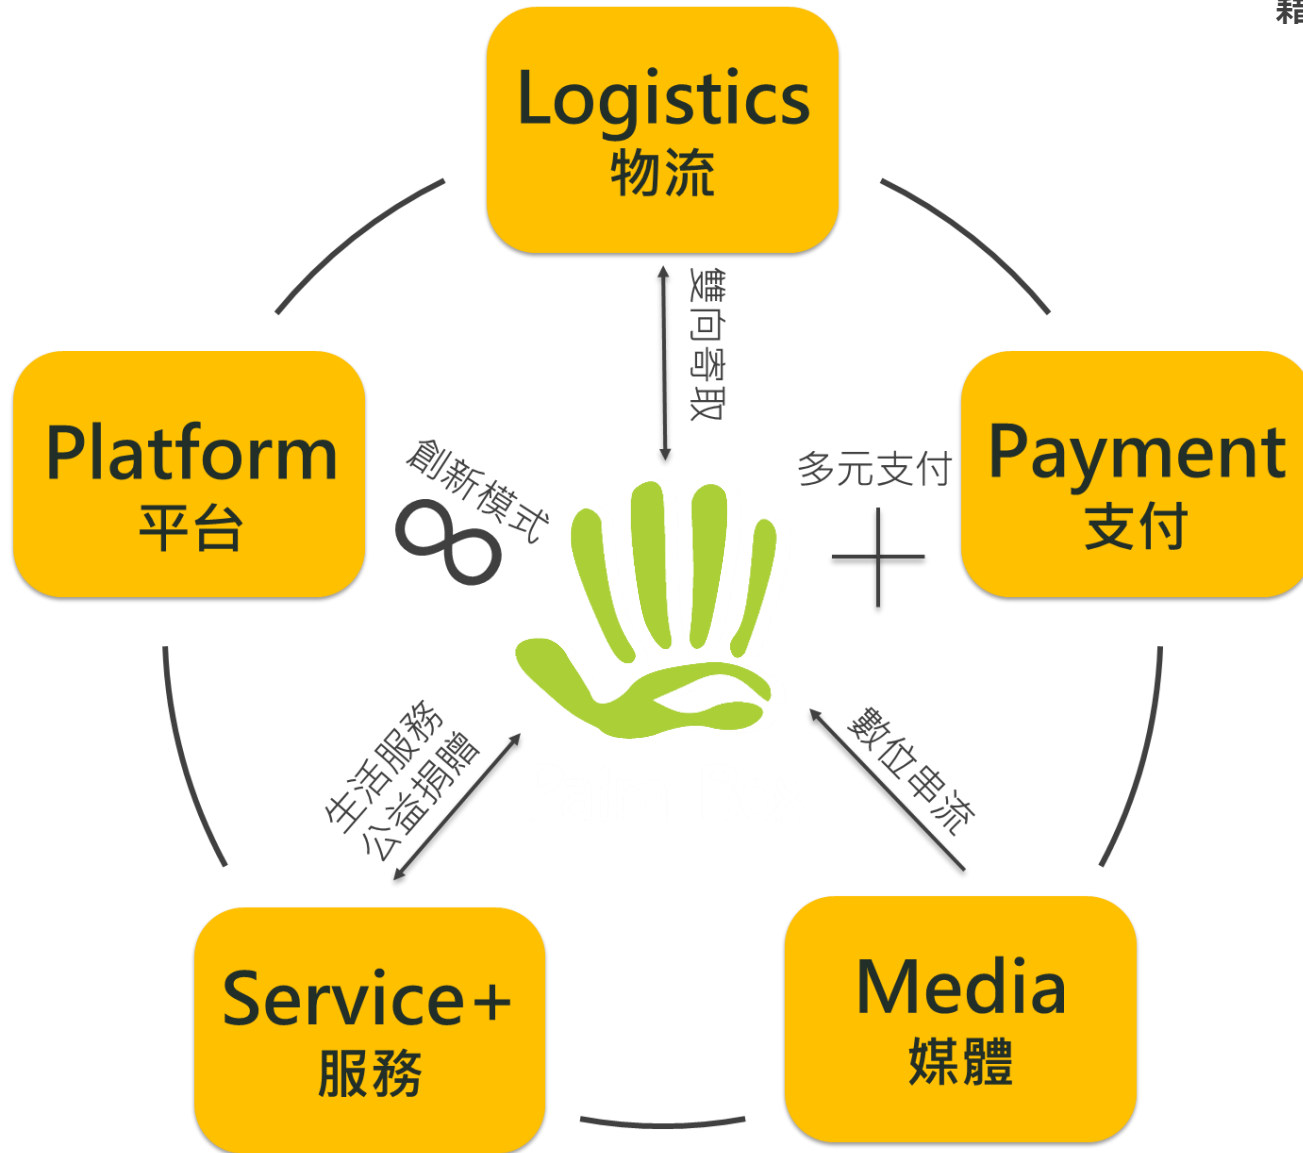 Logistics
物流
雙向寄取
Platform
平台
創新模式
多元支付
Payment
支付
生活服務
公益捐贈
數位串流
Service+
服務
Media
媒體